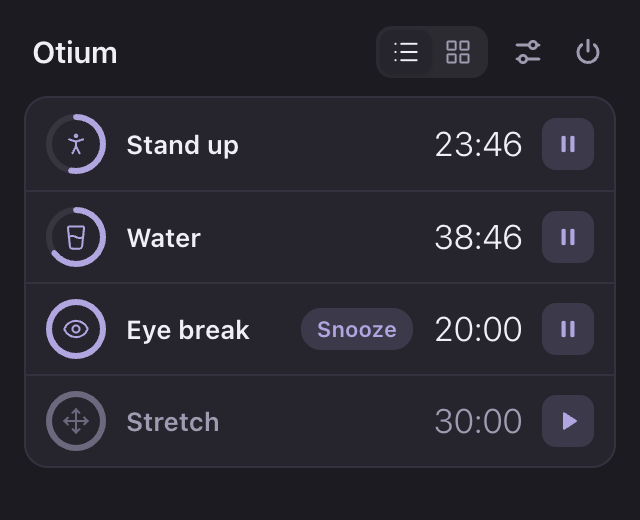 Otium
Stand up 23:46
Water 38:46
Eye break Snooze 20:00
Stretch 30:00